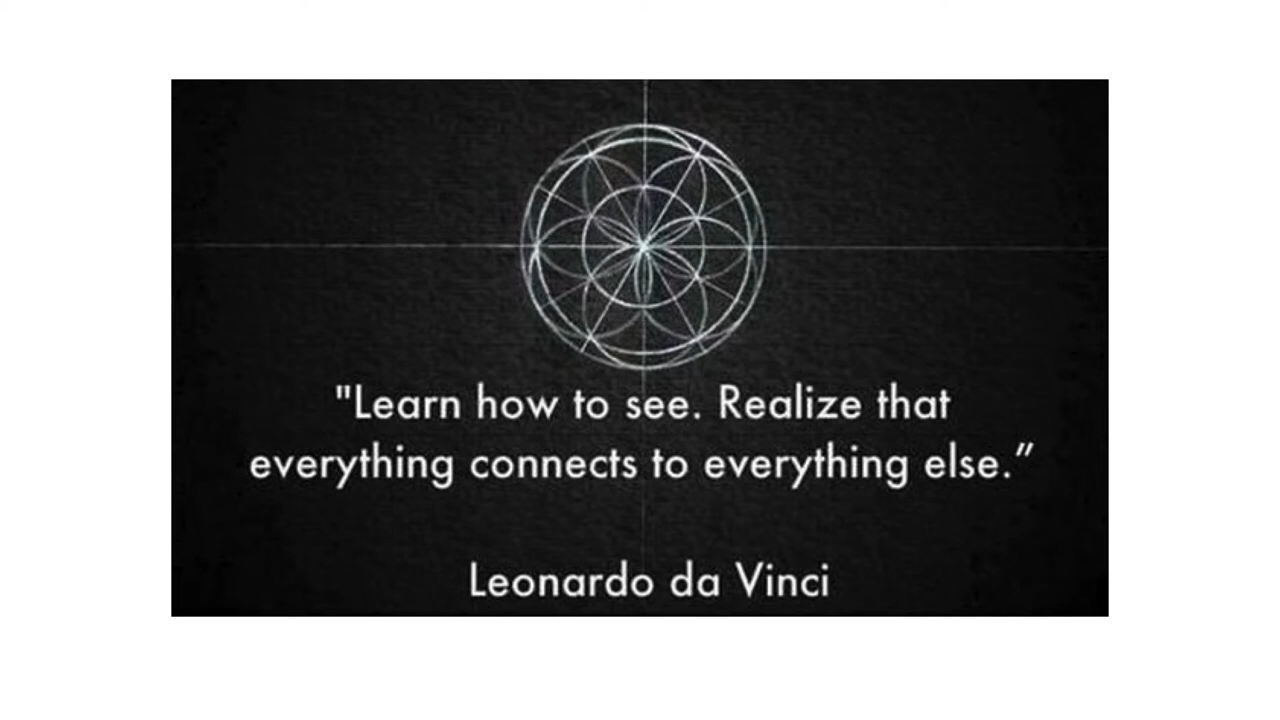 "Learn how to see. Realize that
everything connects to everything else.”
Leonardo da Vinci